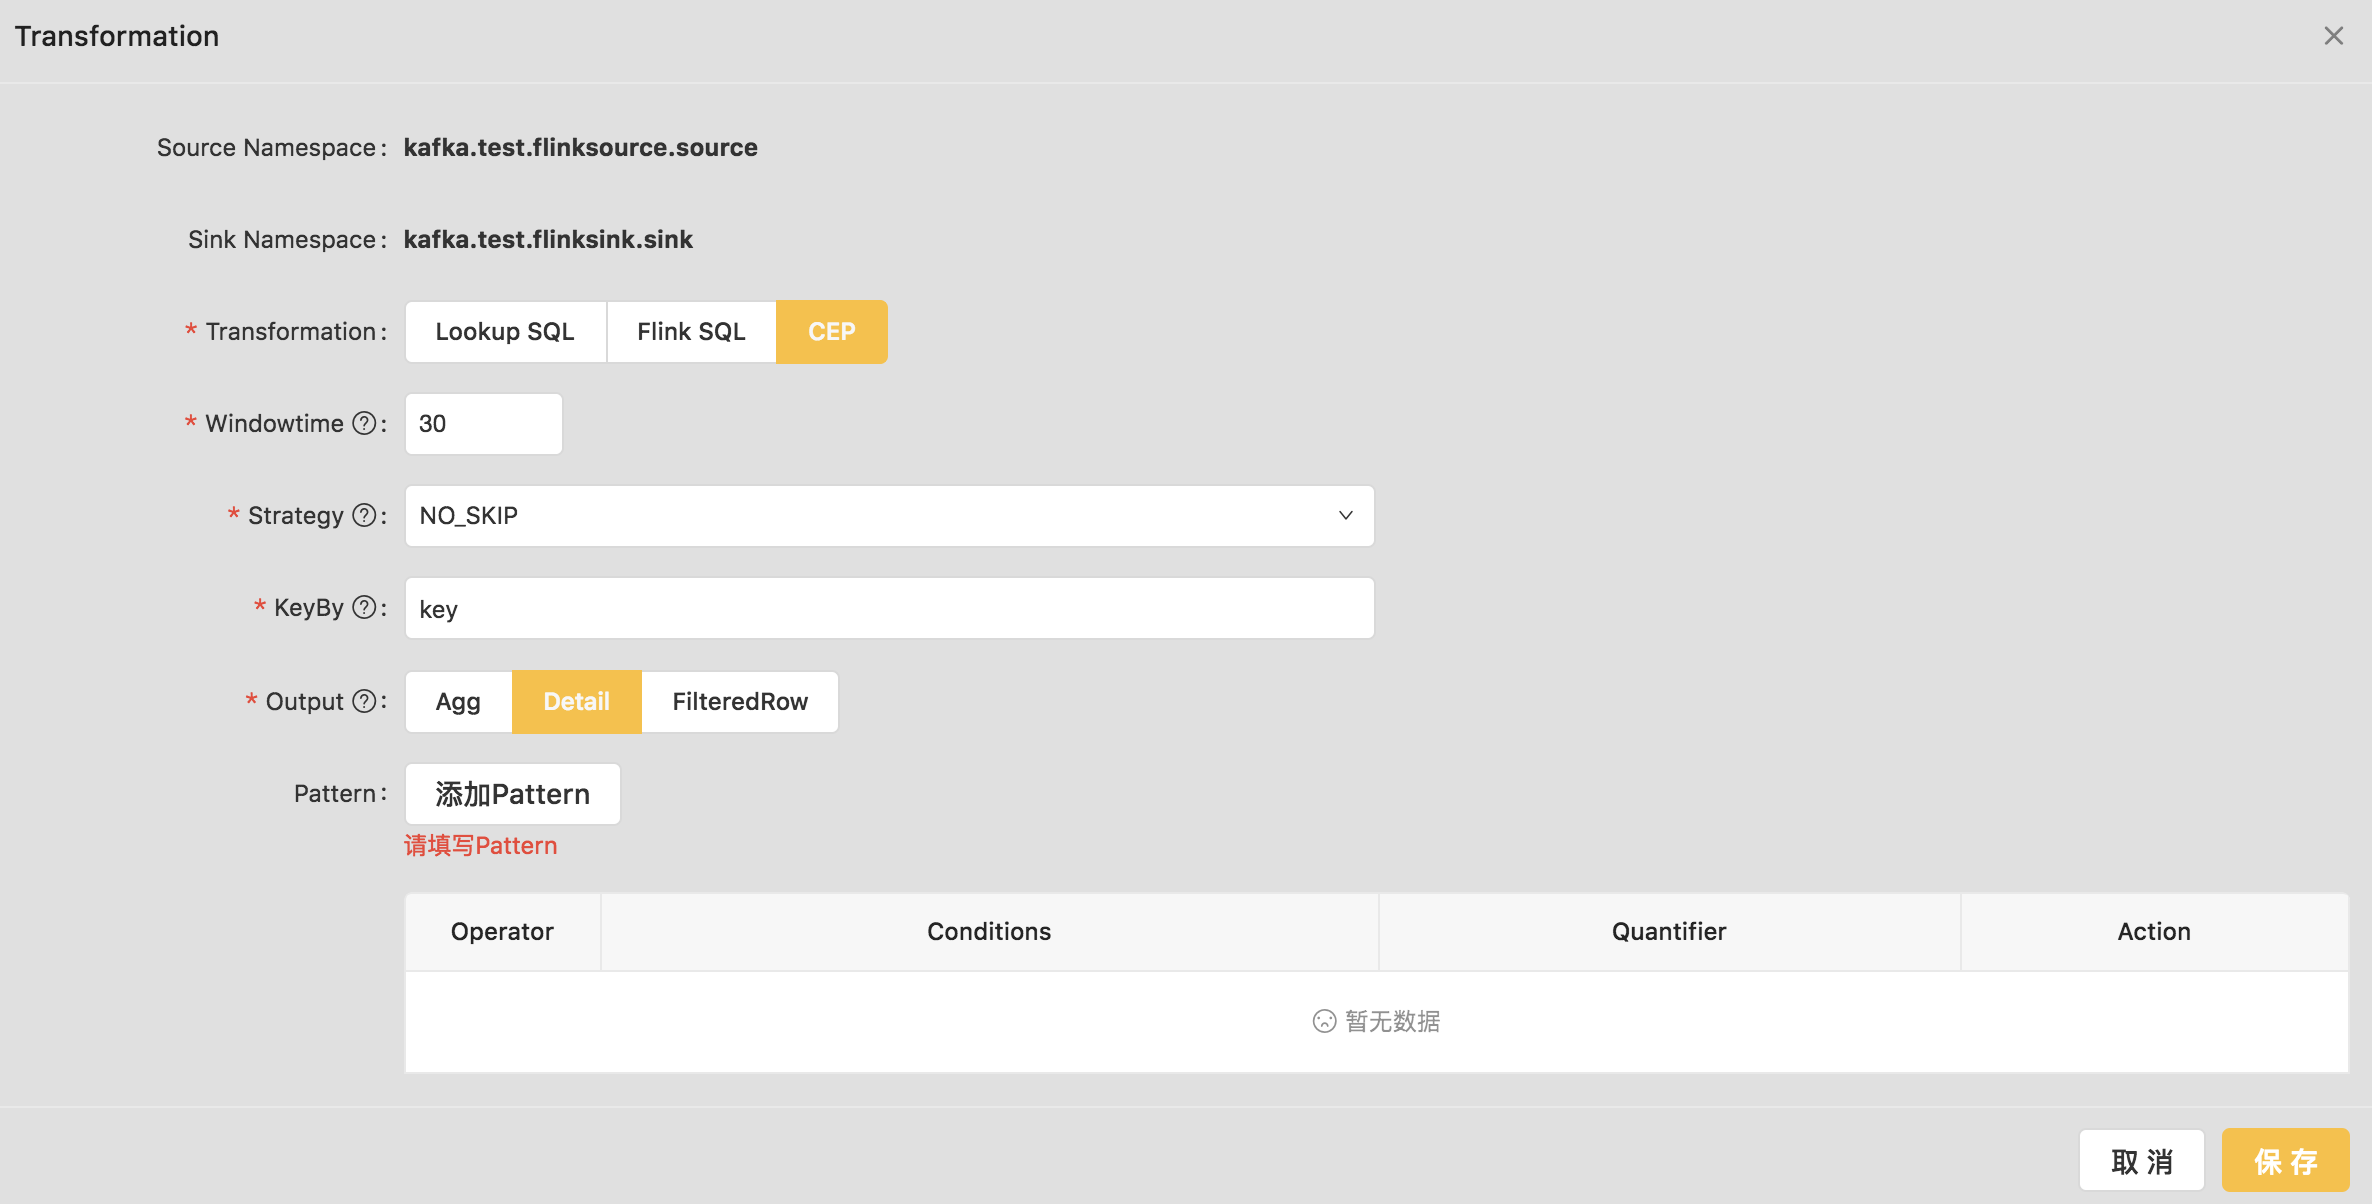 Transformation
Source Namespace: kafka.test.flinksource.source
Sink Namespace: kafka.test.flinksink.sink
* Transformation: Lookup SQL Flink SQL CEP
* Windowtime ?: 30
* Strategy ?: NO_SKIP
* KeyBy ?: key
* Output ?: Agg Detail FilteredRow
Pattern: 添加Pattern
请填写Pattern
Operator Conditions Quantifier Action
暂无数据
取 消 保 存